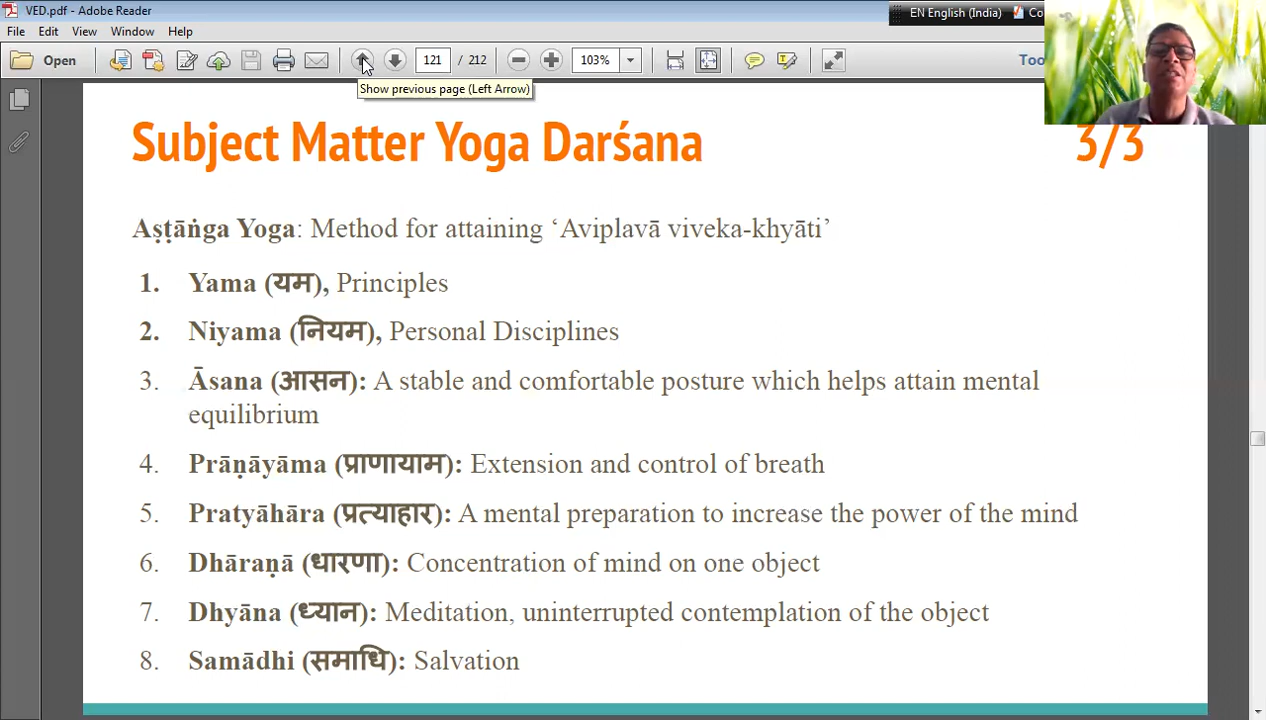 VED.pdf - Adobe Reader
EN English (India)
File Edit View Window Help
Open
121 / 212
103%
Show previous page (Left Arrow)
Subject Matter Yoga Darśana
3/3
Aṣṭāṅga Yoga: Method for attaining ‘Aviplavā viveka-khyāti’
1. Yama (यम), Principles
2. Niyama (नियम), Personal Disciplines
3. Āsana (आसन): A stable and comfortable posture which helps attain mental
equilibrium
4. Prāṇāyāma (प्राणायाम): Extension and control of breath
5. Pratyāhāra (प्रत्याहार): A mental preparation to increase the power of the mind
6. Dhāraṇā (धारणा): Concentration of mind on one object
7. Dhyāna (ध्यान): Meditation, uninterrupted contemplation of the object
8. Samādhi (समाधि): Salvation